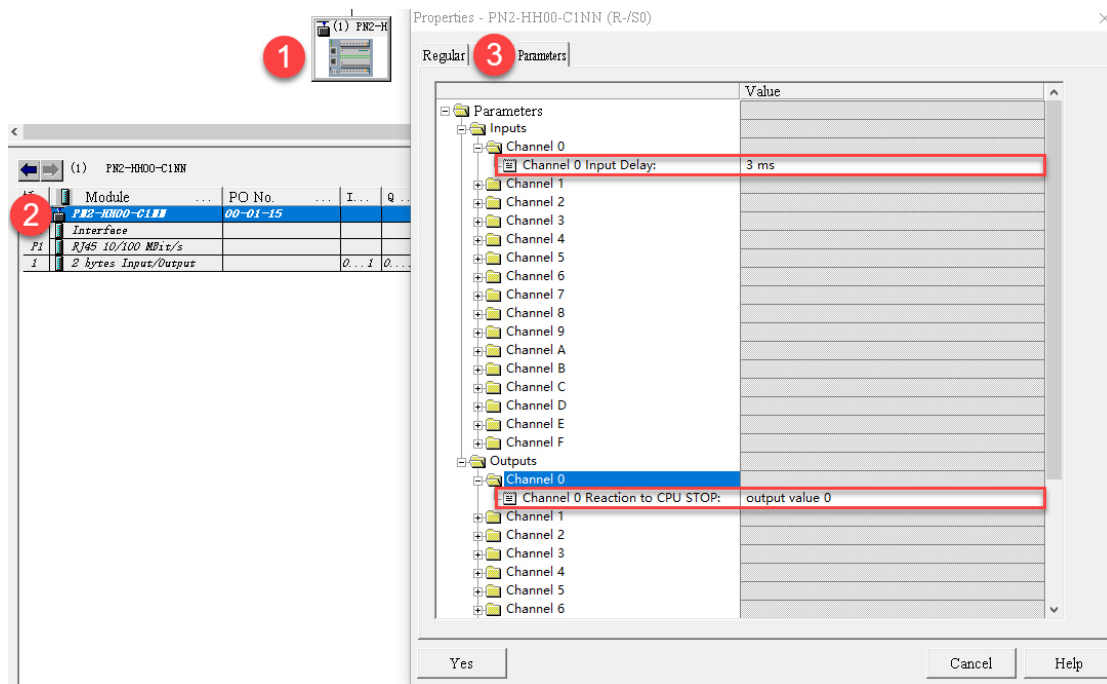 (1) PN2-H
1
Properties - PN2-HH00-C1NN (R-/S0)
Regular
3
Parameters
Value
Parameters
Inputs
Channel 0
Channel 0 Input Delay: 3 ms
Channel 1
Channel 2
Channel 3
Channel 4
Channel 5
Channel 6
Channel 7
Channel 8
Channel 9
Channel A
Channel B
Channel C
Channel D
Channel E
Channel F
Outputs
Channel 0
Channel 0 Reaction to CPU STOP: output value 0
Channel 1
Channel 2
Channel 3
Channel 4
Channel 5
Channel 6
Yes
Cancel
Help
(1) PN2-HH00-C1NN
Module ... PO No. ... I... Q ..
2
PN2-HH00-C1NN 00-01-15
Interface
P1 RJ45 10/100 MBit/s
1 2 bytes Input/Output 0...1 0...